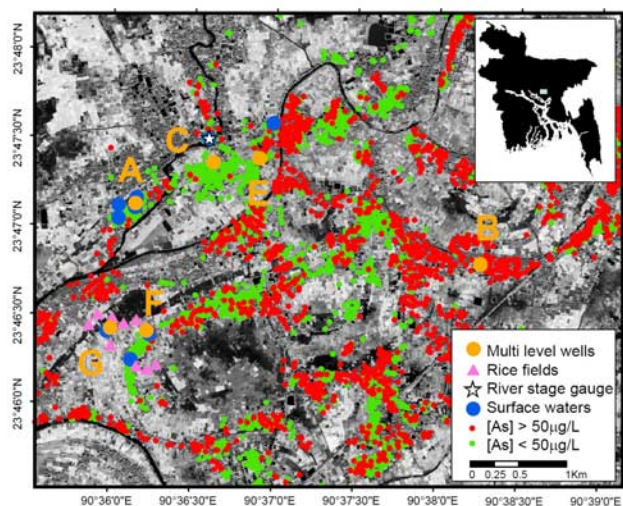 23°48'0"N
23°47'30"N
23°47'0"N
23°46'30"N
23°46'0"N
C
A
E
B
F
G
Multi level wells
Rice fields
River stage gauge
Surface waters
[As] > 50µg/L
[As] < 50µg/L
0 0.25 0.5 1Km
90°36'0"E 90°36'30"E 90°37'0"E 90°37'30"E 90°38'0"E 90°38'30"E 90°39'0"E